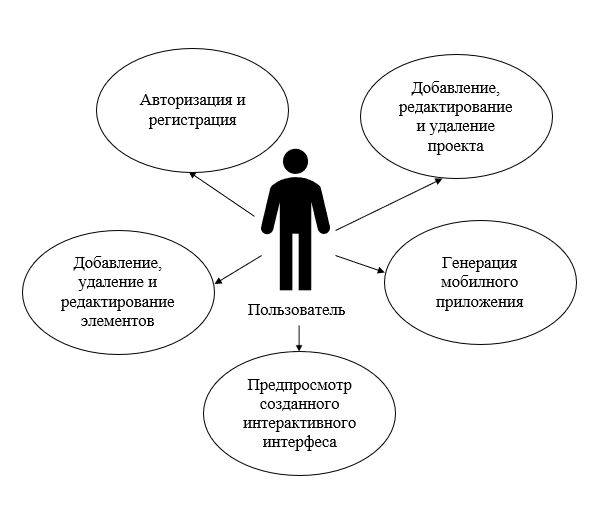 Авторизация и
регистрация
Добавление,
редактирование
и удаление
проекта
Добавление,
удаление и
редактирование
элементов
Генерация
мобилного
приложения
Пользователь
Предпросмотр
созданного
интерактивного
интерфеса